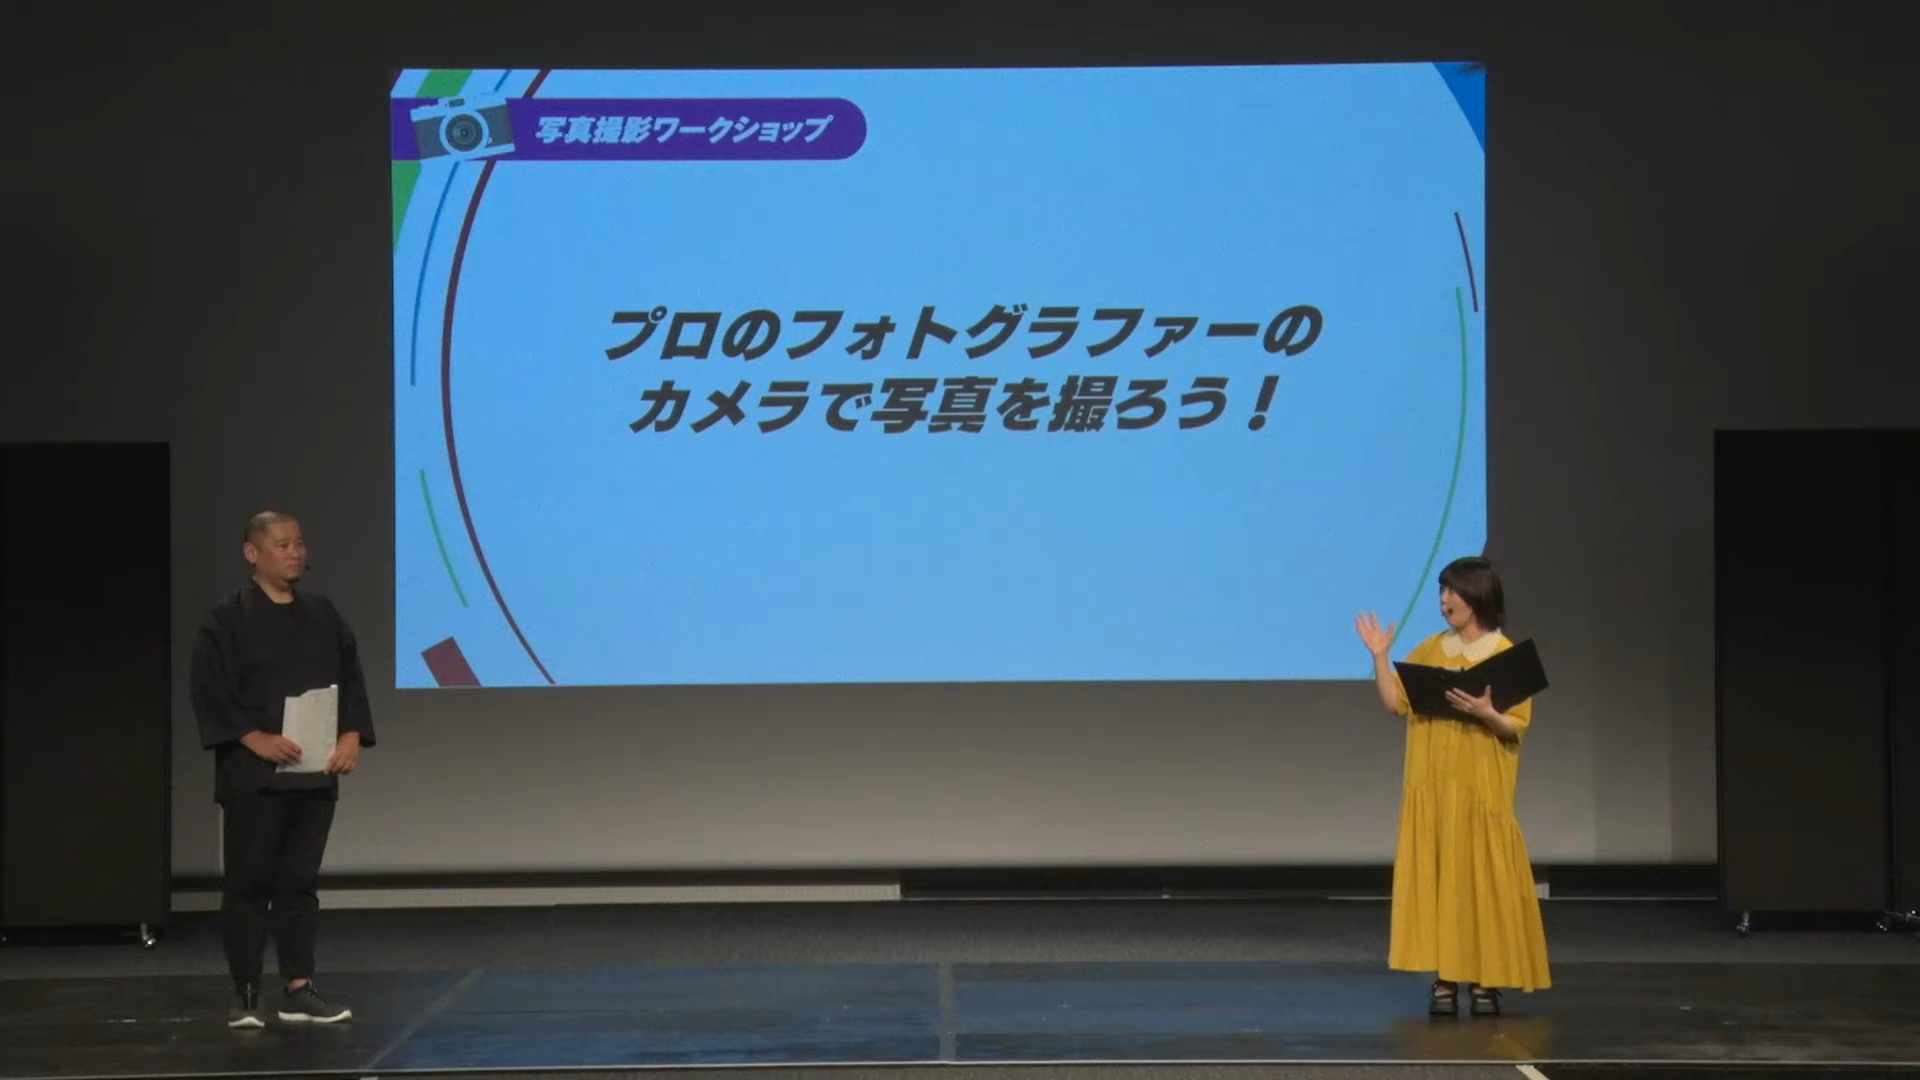 写真撮影ワークショップ
プロのフォトグラファーの
カメラで写真を撮ろう！